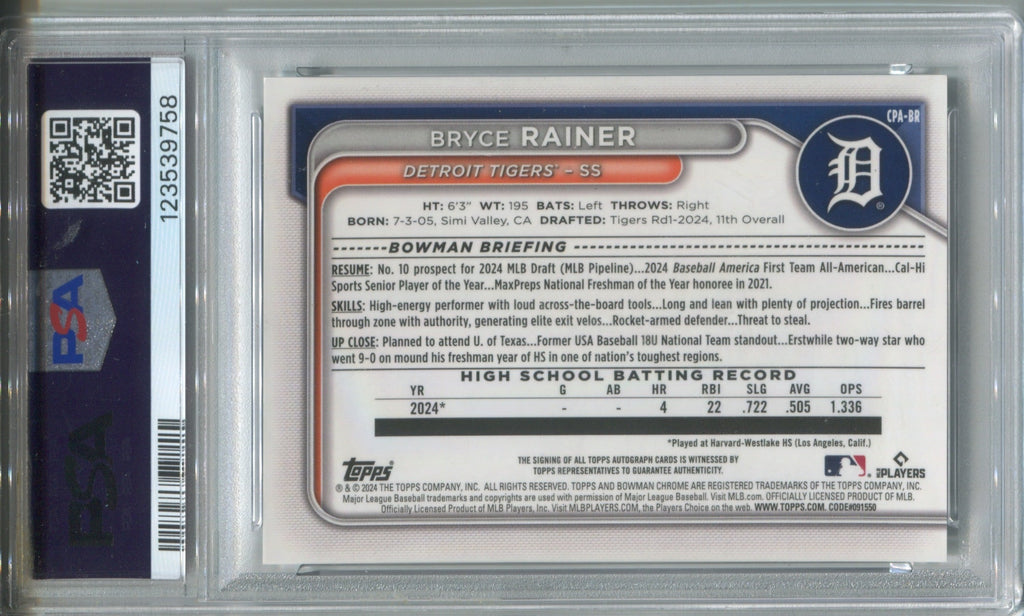 123539758
PSA
PSA
CPA-BR
BRYCE RAINER
DETROIT TIGERS® – SS
D
HT: 6'3" WT: 195 BATS: Left THROWS: Right
BORN: 7-3-05, Simi Valley, CA DRAFTED: Tigers Rd1-2024, 11th Overall
BOWMAN BRIEFING
RESUME: No. 10 prospect for 2024 MLB Draft (MLB Pipeline)...2024 Baseball America First Team All-American...Cal-Hi
Sports Senior Player of the Year...MaxPreps National Freshman of the Year honoree in 2021.
SKILLS: High-energy performer with loud across-the-board tools...Long and lean with plenty of projection...Fires barrel
through zone with authority, generating elite exit velos...Rocket-armed defender...Threat to steal.
UP CLOSE: Planned to attend U. of Texas...Former USA Baseball 18U National Team standout...Erstwhile two-way star who
went 9-0 on mound his freshman year of HS in one of nation's toughest regions.
HIGH SCHOOL BATTING RECORD
YR G AB HR RBI SLG AVG OPS
2024* - - 4 22 .722 .505 1.336
*Played at Harvard-Westlake HS (Los Angeles, Calif.)
Topps
THE SIGNING OF ALL TOPPS AUTOGRAPH CARDS IS WITNESSED BY
TOPPS REPRESENTATIVES TO GUARANTEE AUTHENTICITY.
MLB PLAYERS
® & © 2024 THE TOPPS COMPANY, INC. ALL RIGHTS RESERVED. TOPPS AND BOWMAN CHROME ARE REGISTERED TRADEMARKS OF THE TOPPS COMPANY, INC.
Major League Baseball trademarks and copyrights are used with permission of Major League Baseball. Visit MLB.com. OFFICIALLY LICENSED PRODUCT OF MLB.
Officially Licensed Product of MLB Players, Inc. Visit MLBPLAYERS.COM, the Players Choice on the web. WWW.TOPPS.COM. CODE#091550